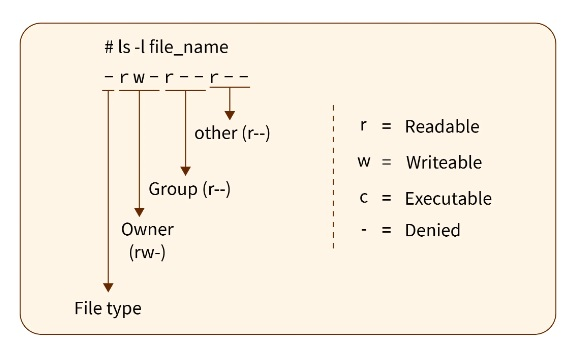 # ls -l file_name
- r w - r - - r - -
other (r--)
Group (r--)
Owner
(rw-)
File type
r = Readable
w = Writeable
c = Executable
- = Denied